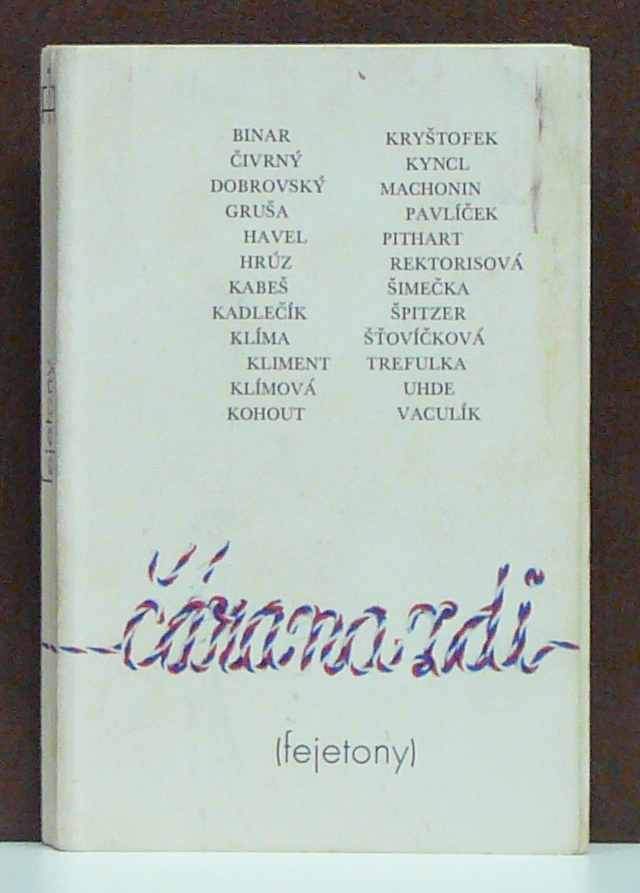 BINAR
ČIVRNÝ
DOBROVSKÝ
GRUŠA
HAVEL
HRÚZ
KABEŠ
KADLEČÍK
KLÍMA
KLIMENT
KLÍMOVÁ
KOHOUT
KRYŠTOFEK
KYNCL
MACHONIN
PAVLÍČEK
PITHART
REKTORISOVÁ
ŠIMEČKA
ŠPITZER
ŠŤOVÍČKOVÁ
TREFULKA
UHDE
VACULÍK
čára na zdi
(fejetony)
fejetony